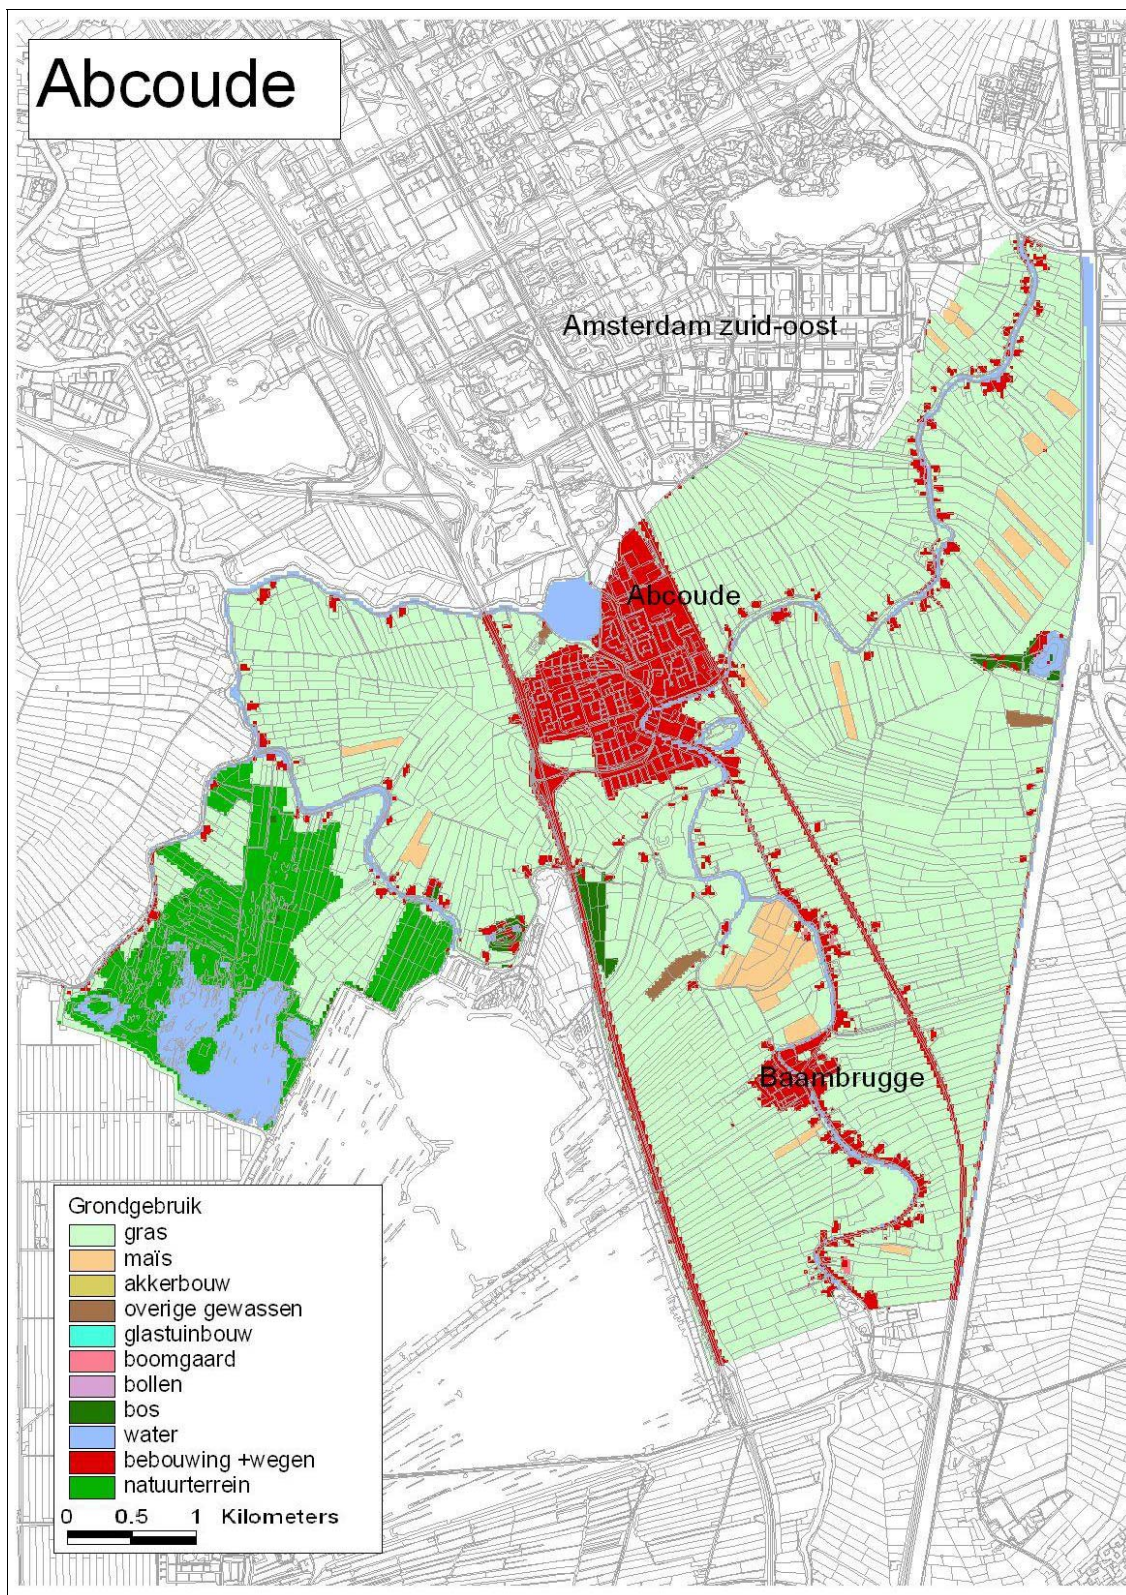 Abcoude
Amsterdam zuid-oost
Abcoude
Baambrugge
Grondgebruik
gras
maïs
akkerbouw
overige gewassen
glastuinbouw
boomgaard
bollen
bos
water
bebouwing +wegen
natuurterrein
0 0.5 1 Kilometers